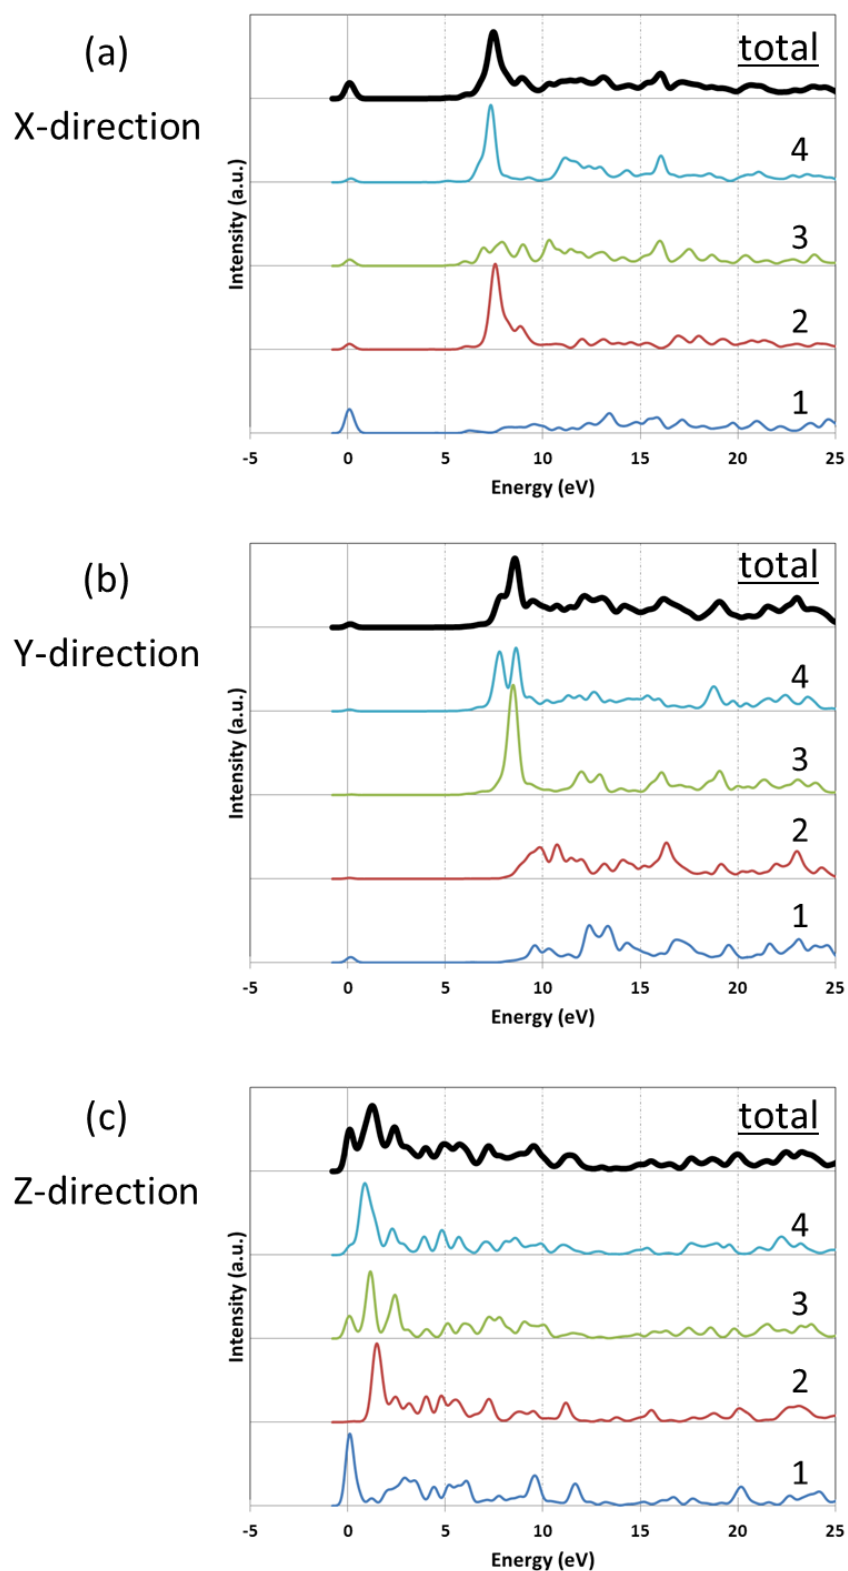 (a)
X-direction
total
4
3
2
1
Intensity (a.u.)
-5 0 5 10 15 20 25
Energy (eV)
(b)
Y-direction
total
4
3
2
1
Intensity (a.u.)
-5 0 5 10 15 20 25
Energy (eV)
(c)
Z-direction
total
4
3
2
1
Intensity (a.u.)
-5 0 5 10 15 20 25
Energy (eV)